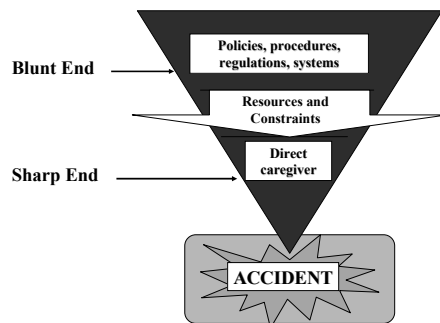 Policies, procedures,
regulations, systems
Blunt End
Resources and
Constraints
Direct
caregiver
Sharp End
ACCIDENT